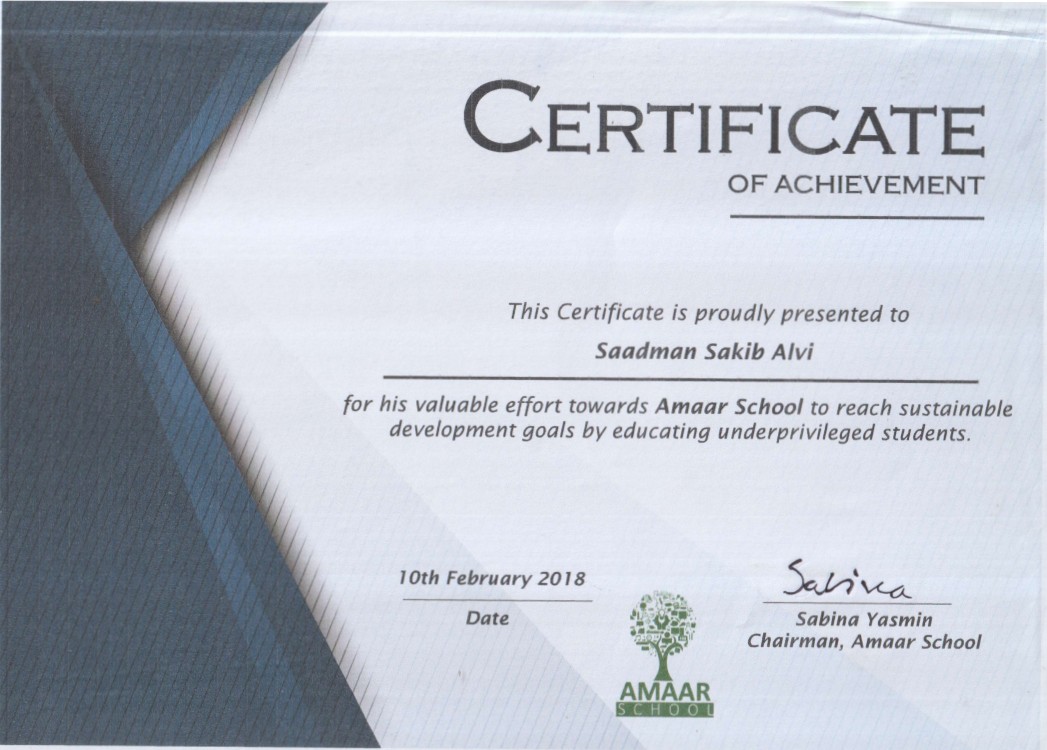 CERTIFICATE
OF ACHIEVEMENT
This Certificate is proudly presented to
Saadman Sakib Alvi
for his valuable effort towards Amaar School to reach sustainable
development goals by educating underprivileged students.
10th February 2018
Date
Sabina
Sabina Yasmin
Chairman, Amaar School
AMAAR
SCHOOL